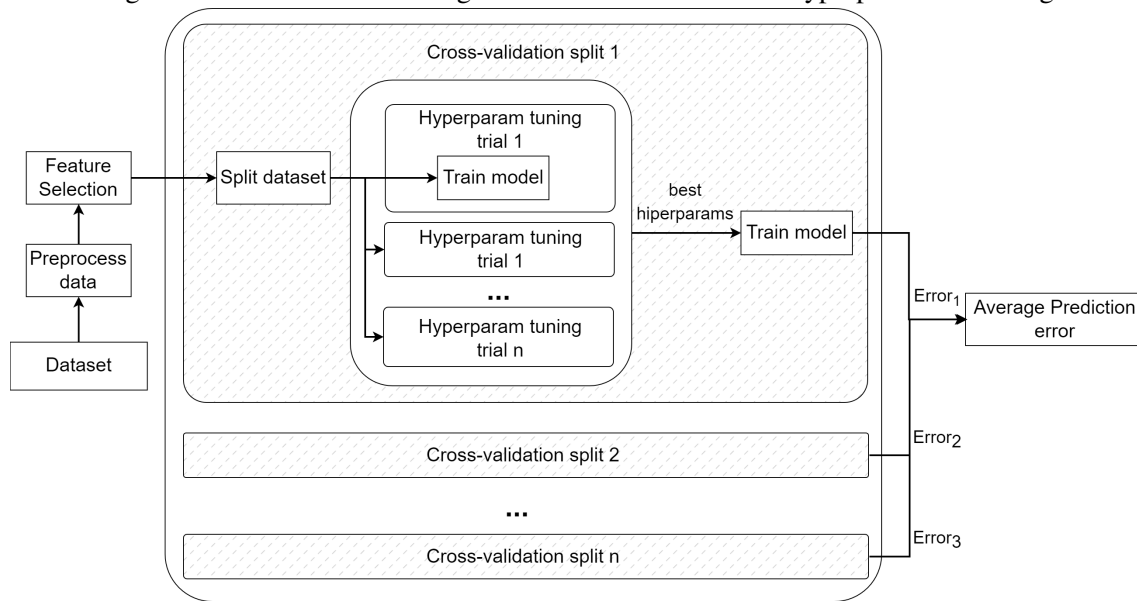 Cross-validation split 1
Hyperparam tuning
trial 1
Train model
Feature
Selection
Split dataset
best
hiperparams
Train model
Hyperparam tuning
trial 1
Preprocess
data
...
Error1
Average Prediction
error
Hyperparam tuning
trial n
Dataset
Cross-validation split 2
Error2
...
Cross-validation split n
Error3